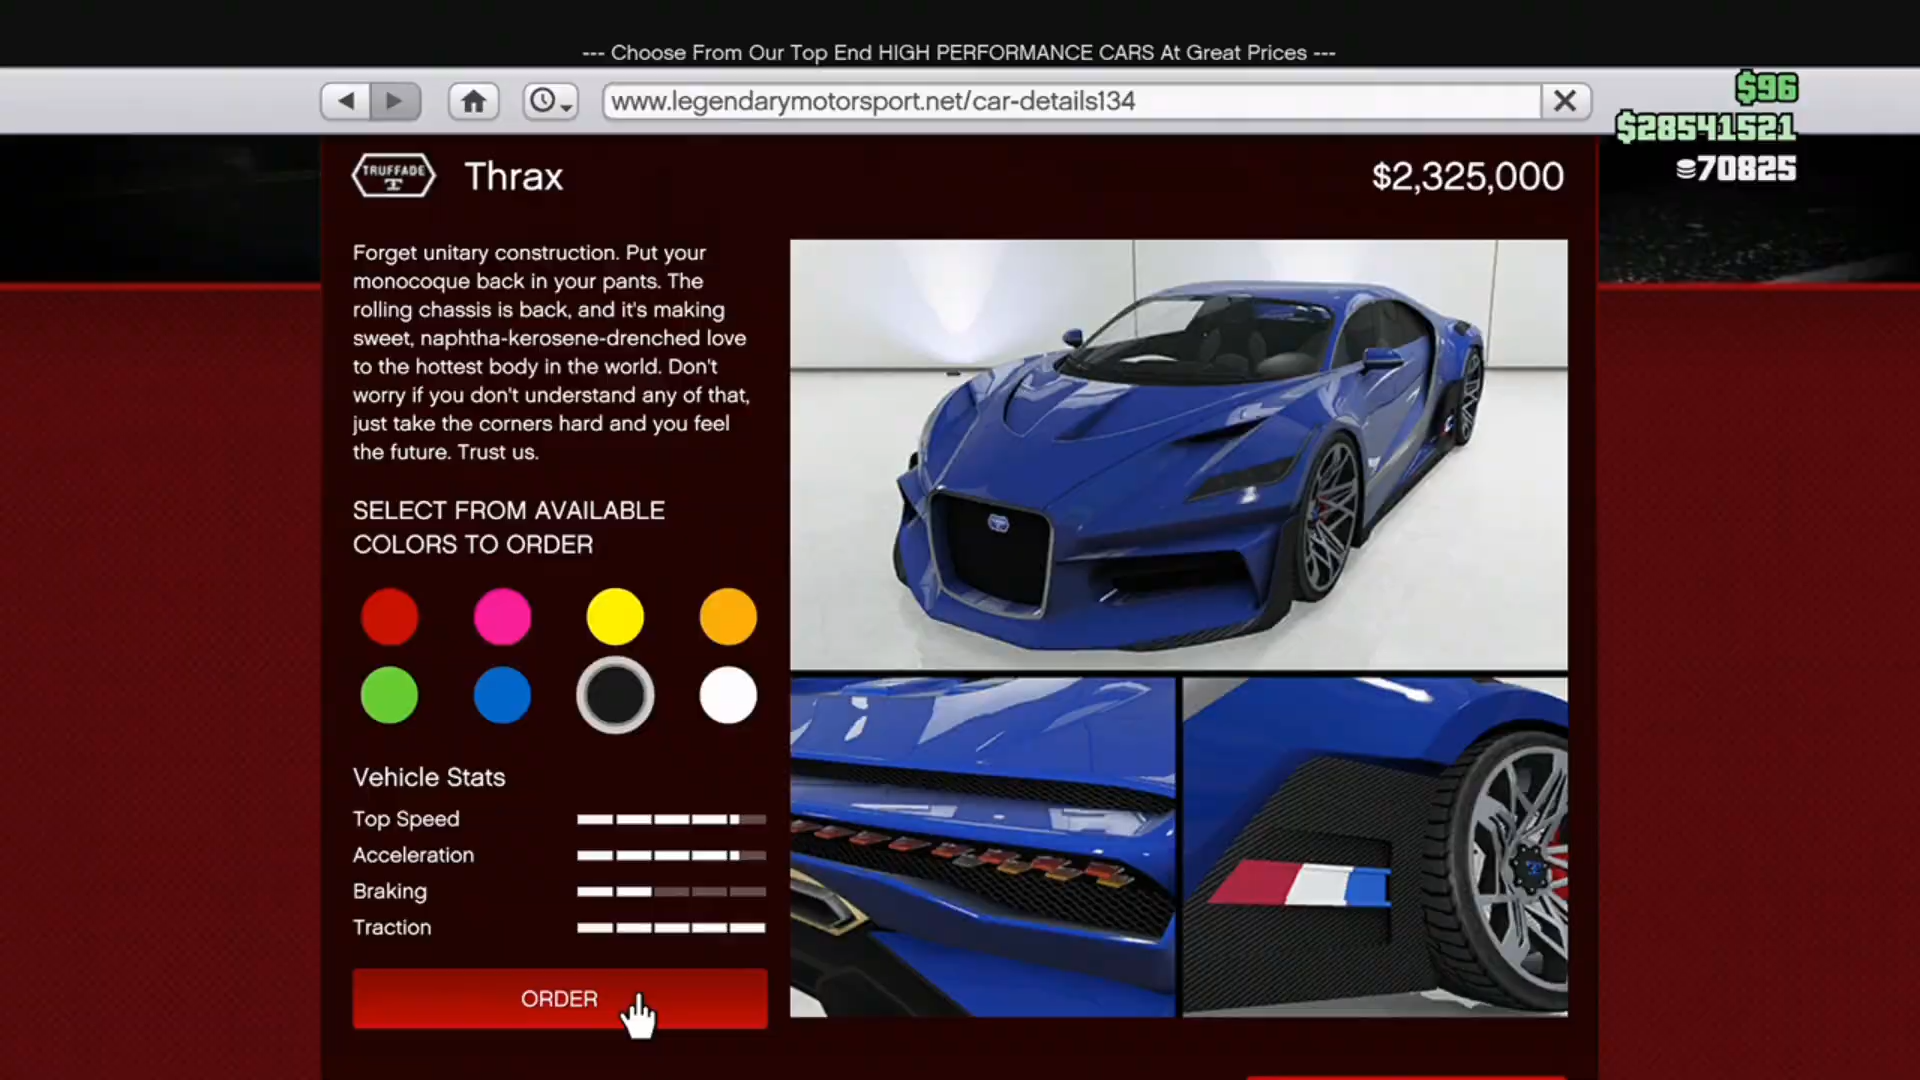 --- Choose From Our Top End HIGH PERFORMANCE CARS At Great Prices ---
www.legendarymotorsport.net/car-details134
$96
$28541521
70825
TRUFFADE
T
Thrax
$2,325,000
Forget unitary construction. Put your
monocoque back in your pants. The
rolling chassis is back, and it's making
sweet, naphtha-kerosene-drenched love
to the hottest body in the world. Don't
worry if you don't understand any of that,
just take the corners hard and you feel
the future. Trust us.
SELECT FROM AVAILABLE
COLORS TO ORDER
Vehicle Stats
Top Speed
Acceleration
Braking
Traction
ORDER